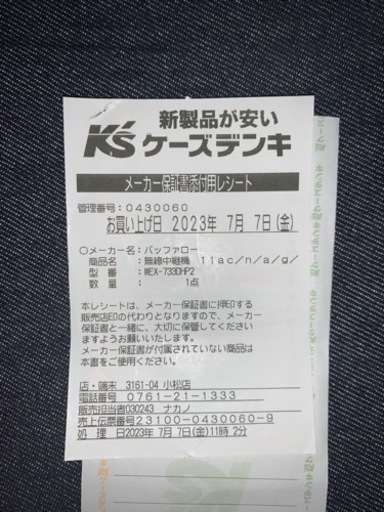 新製品が安い
K'sケーズデンキ
メーカー保証書添付用レシート
管理番号:0430060
お買い上げ日 2023年 7月 7日(金)
○メーカー名:バッファロー
商品名 :無線中継機 11ac/n/a/g/
型番 :WEX-733DHP2
数量 : 1点
本レシートは、メーカー保証書に押印する
販売店印の代わりとなりますので、メーカー
保証書と一緒に、大切に保管してください
ますようお願いいたします。
メーカー保証書が付属されていない商品は
本書をご使用ください。
店・端末 3161-04 小松店
電話番号 0761-21-1333
販売担当者030243 ナカノ
売上伝票番号23100-0430060-9
処理 日2023年 7月 7日(金)11時 2分